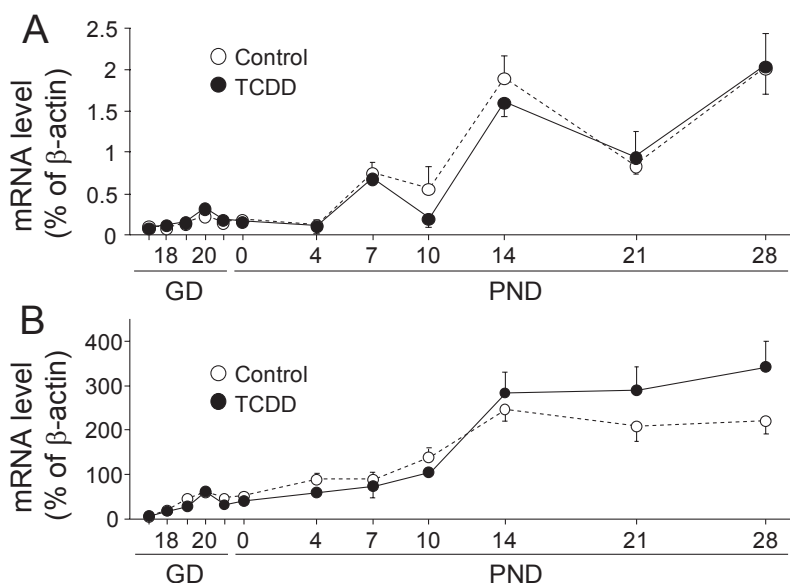 A
mRNA level
(% of β-actin)
2.5
2
1.5
1
0.5
0
Control
TCDD
18 20 0 4 7 10 14 21 28
GD PND
B
mRNA level
(% of β-actin)
400
300
200
100
0
Control
TCDD
18 20 0 4 7 10 14 21 28
GD PND